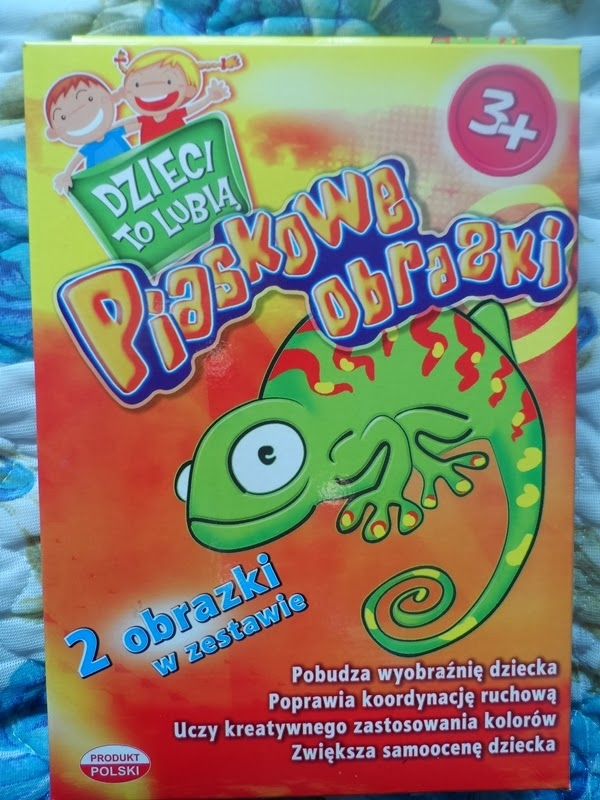 DZIECI
TO LUBIĄ
3+
Piaskowe
obrazki
2 obrazki
w zestawie
Pobudza wyobraźnię dziecka
Poprawia koordynację ruchową
Uczy kreatywnego zastosowania kolorów
Zwiększa samoocenę dziecka
PRODUKT
POLSKI